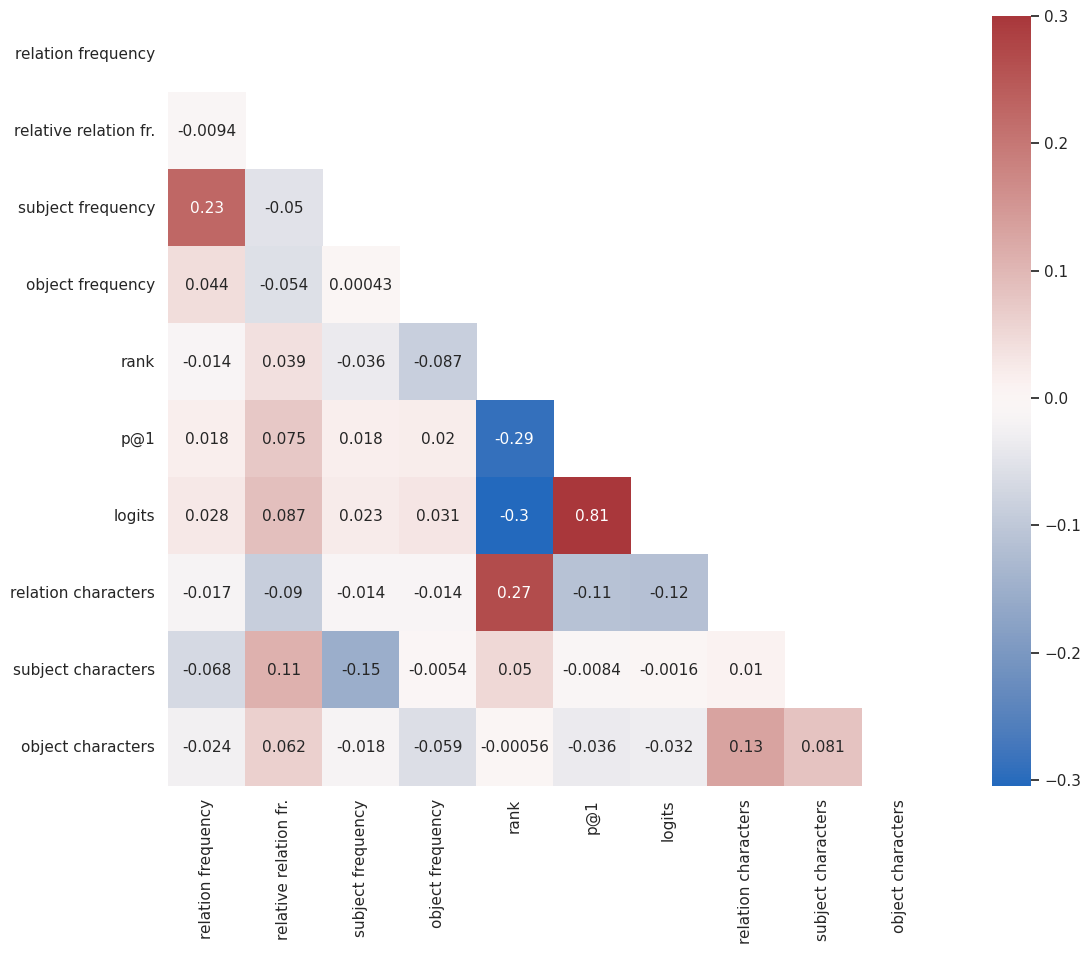 relation frequency
relative relation fr. -0.0094
subject frequency 0.23 -0.05
object frequency 0.044 -0.054 0.00043
rank -0.014 0.039 -0.036 -0.087
p@1 0.018 0.075 0.018 0.02 -0.29
logits 0.028 0.087 0.023 0.031 -0.3 0.81
relation characters -0.017 -0.09 -0.014 -0.014 0.27 -0.11 -0.12
subject characters -0.068 0.11 -0.15 -0.0054 0.05 -0.0084 -0.0016 0.01
object characters -0.024 0.062 -0.018 -0.059 -0.00056 -0.036 -0.032 0.13 0.081
relation frequency
relative relation fr.
subject frequency
object frequency
rank
p@1
logits
relation characters
subject characters
object characters
0.3
0.2
0.1
0.0
−0.1
−0.2
−0.3